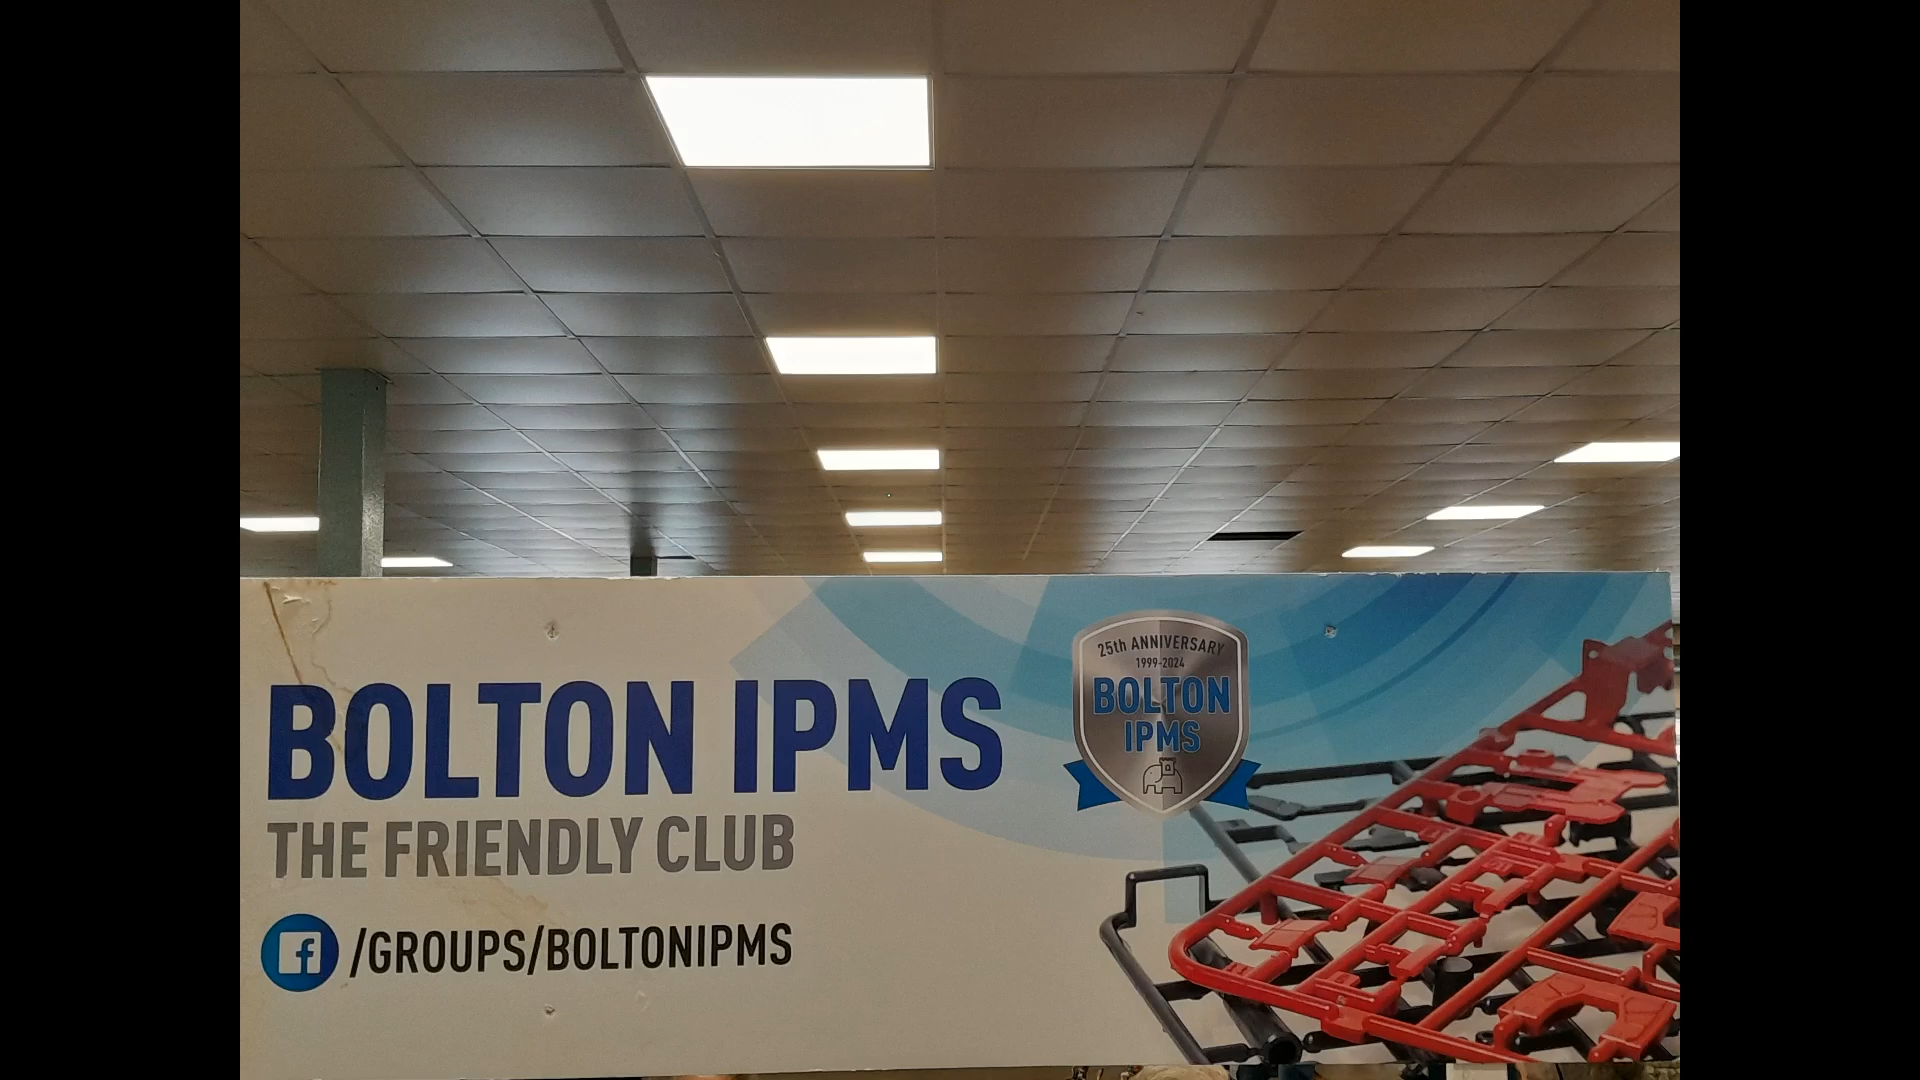 BOLTON IPMS
THE FRIENDLY CLUB
/GROUPS/BOLTONIPMS
25th ANNIVERSARY
1999-2024
BOLTON
IPMS